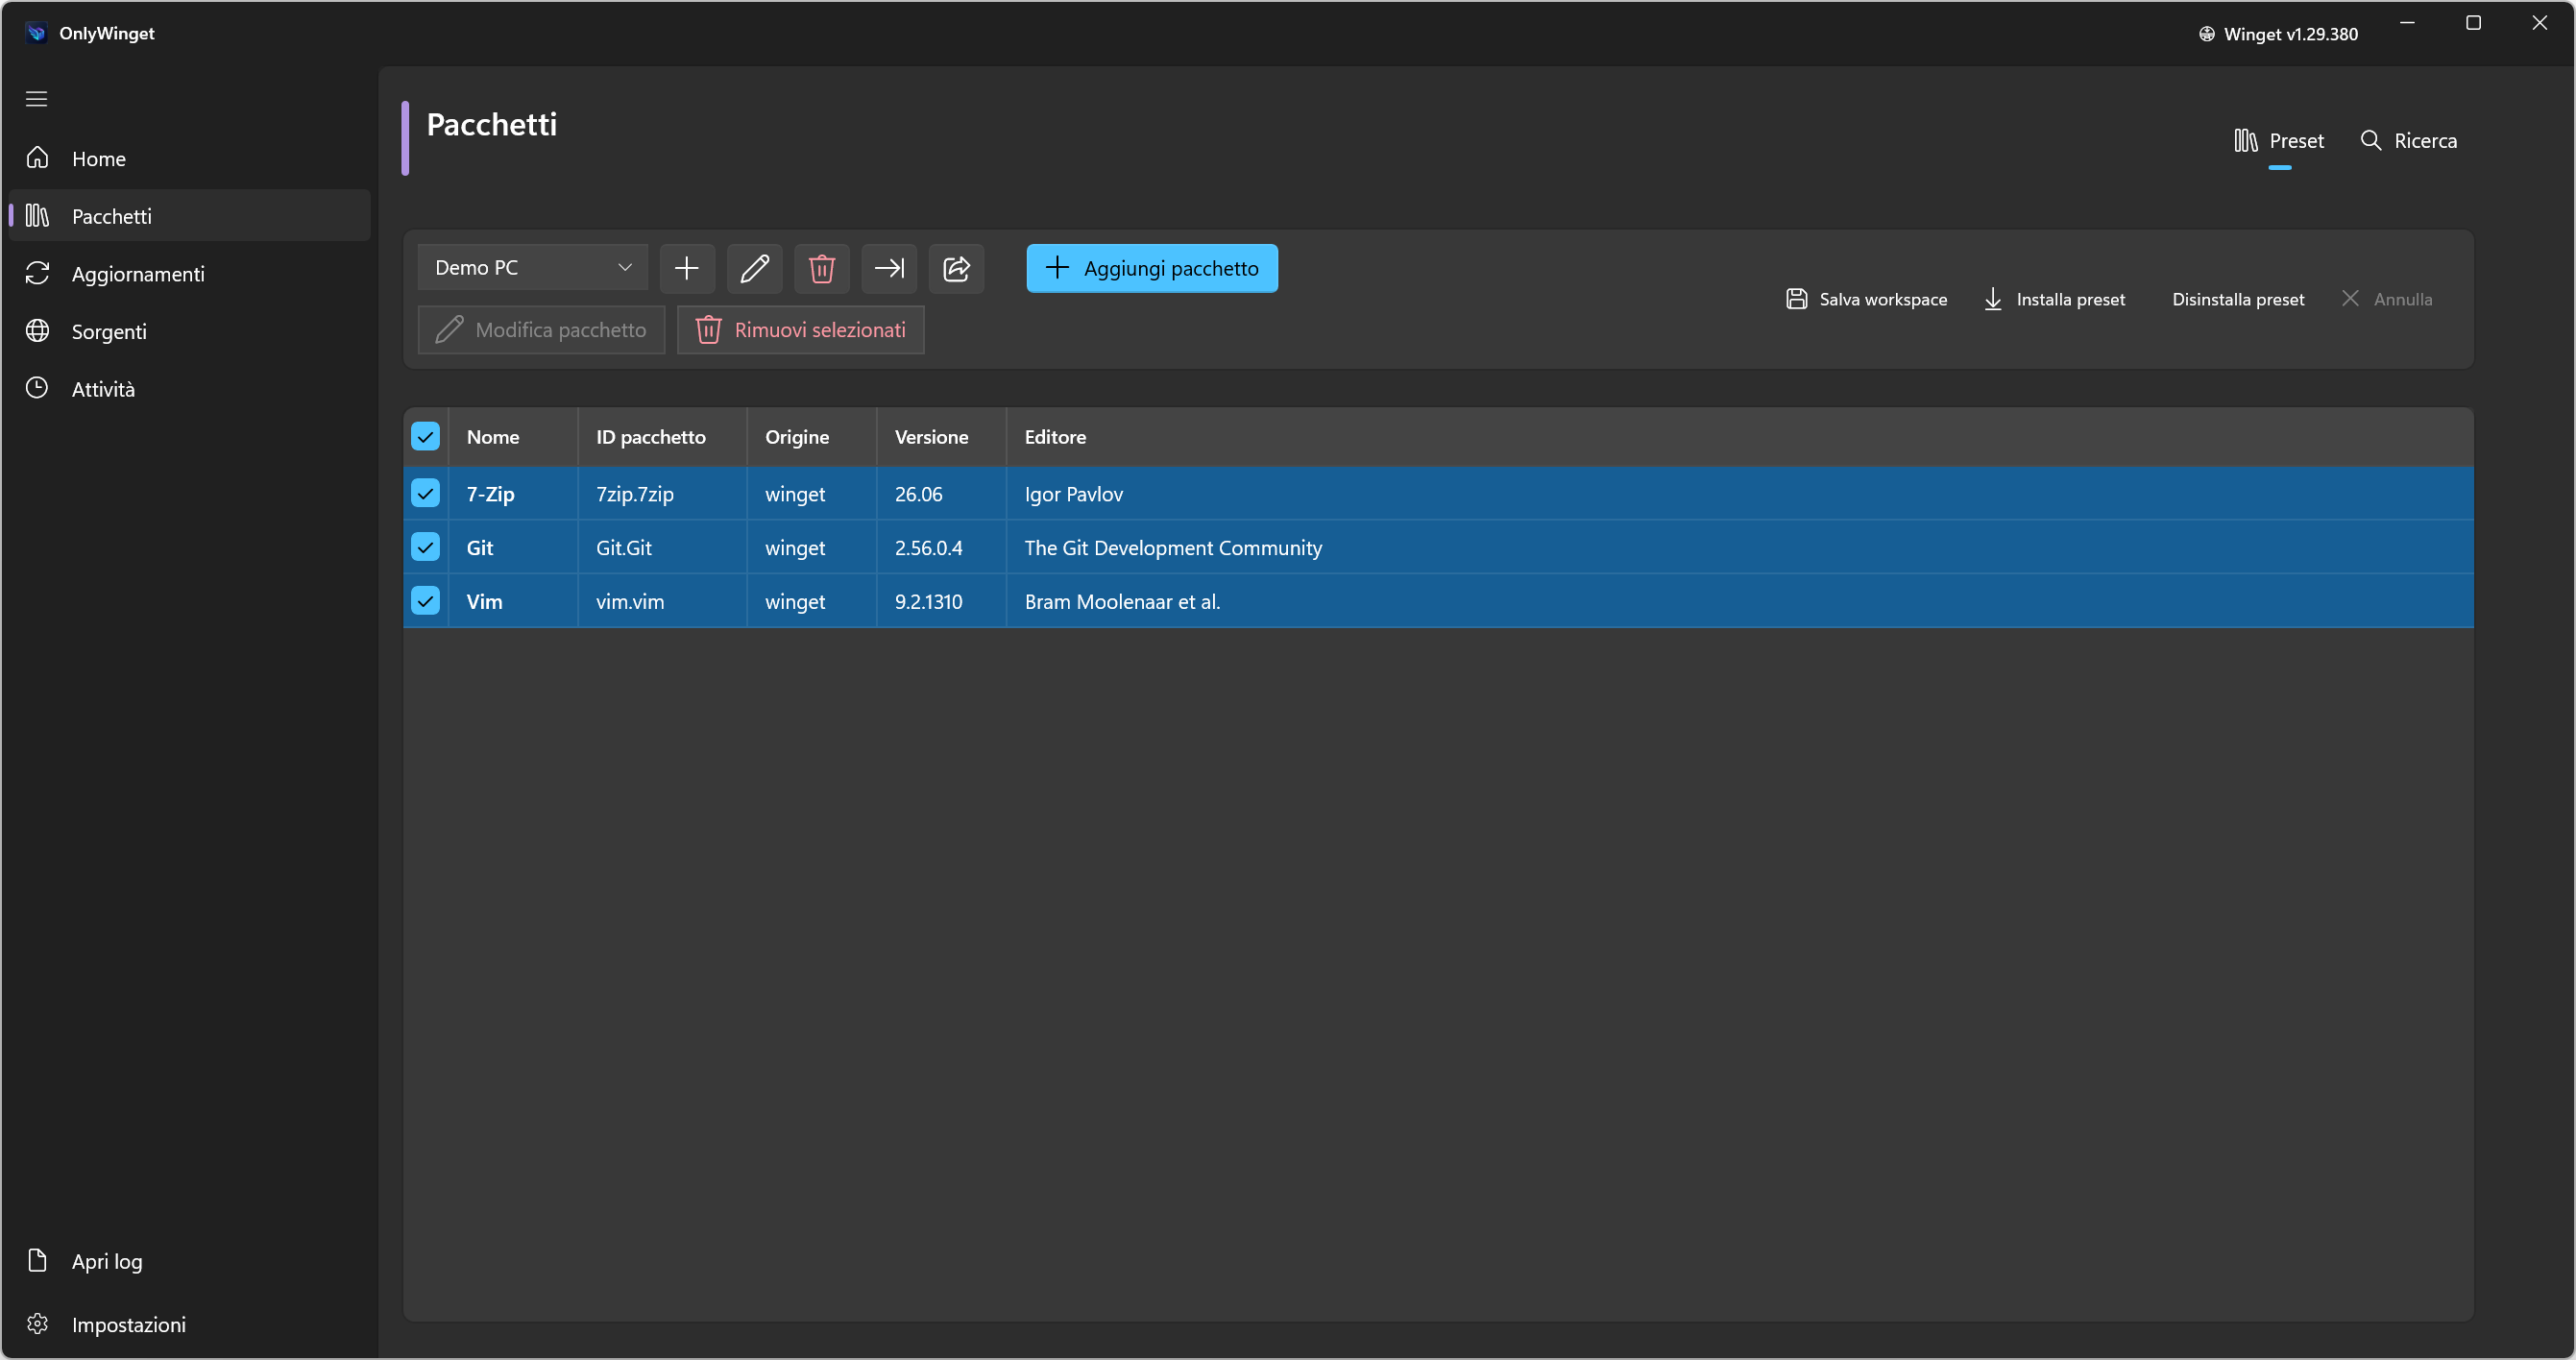 OnlyWinget
Winget v1.29.380
Home
Pacchetti
Aggiornamenti
Sorgenti
Attività
Apri log
Impostazioni
Pacchetti
Preset
Ricerca
Demo PC
Aggiungi pacchetto
Modifica pacchetto
Rimuovi selezionati
Salva workspace
Installa preset
Disinstalla preset
Annulla
Nome ID pacchetto Origine Versione Editore
7-Zip 7zip.7zip winget 26.06 Igor Pavlov
Git Git.Git winget 2.56.0.4 The Git Development Community
Vim vim.vim winget 9.2.1310 Bram Moolenaar et al.